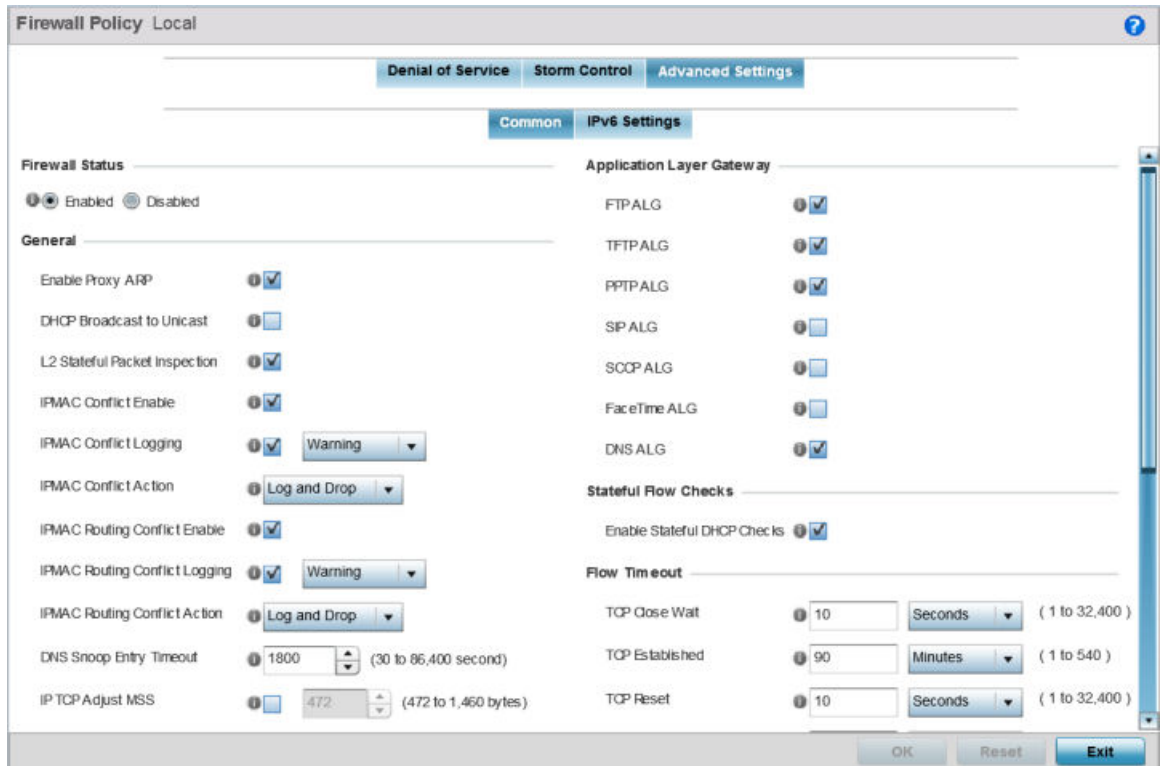 Firewall Policy Local
?
Denial of Service Storm Control Advanced Settings
Common IPv6 Settings
Firewall Status
Enabled Disabled
General
Enable Proxy ARP
DHCP Broadcast to Unicast
L2 Stateful Packet Inspection
IPMAC Conflict Enable
IPMAC Conflict Logging Warning
IPMAC Conflict Action Log and Drop
IPMAC Routing Conflict Enable
IPMAC Routing Conflict Logging Warning
IPMAC Routing Conflict Action Log and Drop
DNS Snoop Entry Timeout 1800 (30 to 86,400 second)
IP TCP Adjust MSS 472 (472 to 1,460 bytes)
Application Layer Gateway
FTP ALG
TFTP ALG
PPTP ALG
SIP ALG
SCCP ALG
FaceTime ALG
DNS ALG
Stateful Flow Checks
Enable Stateful DHCP Checks
Flow Timeout
TCP Close Wait 10 Seconds ( 1 to 32,400 )
TCP Established 90 Minutes ( 1 to 540 )
TCP Reset 10 Seconds ( 1 to 32,400 )
OK Reset Exit